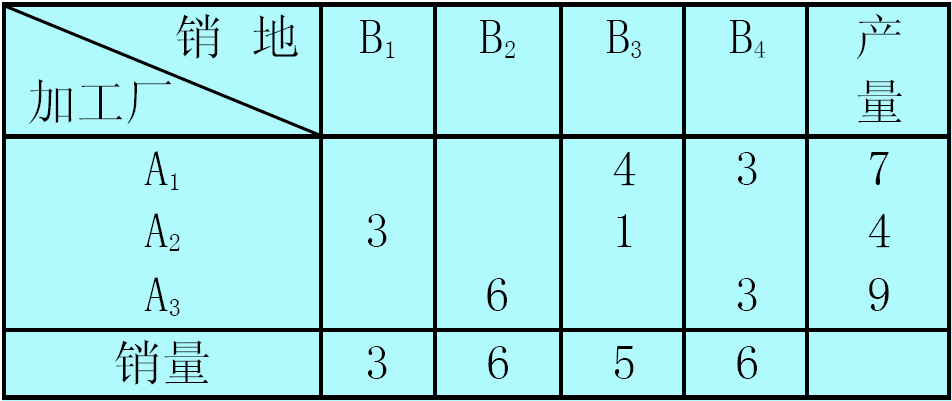 销 地 B₁ B₂ B₃ B₄ 产量
加工厂
A₁ 4 3 7
A₂ 3 1 4
A₃ 6 3 9
销量 3 6 5 6